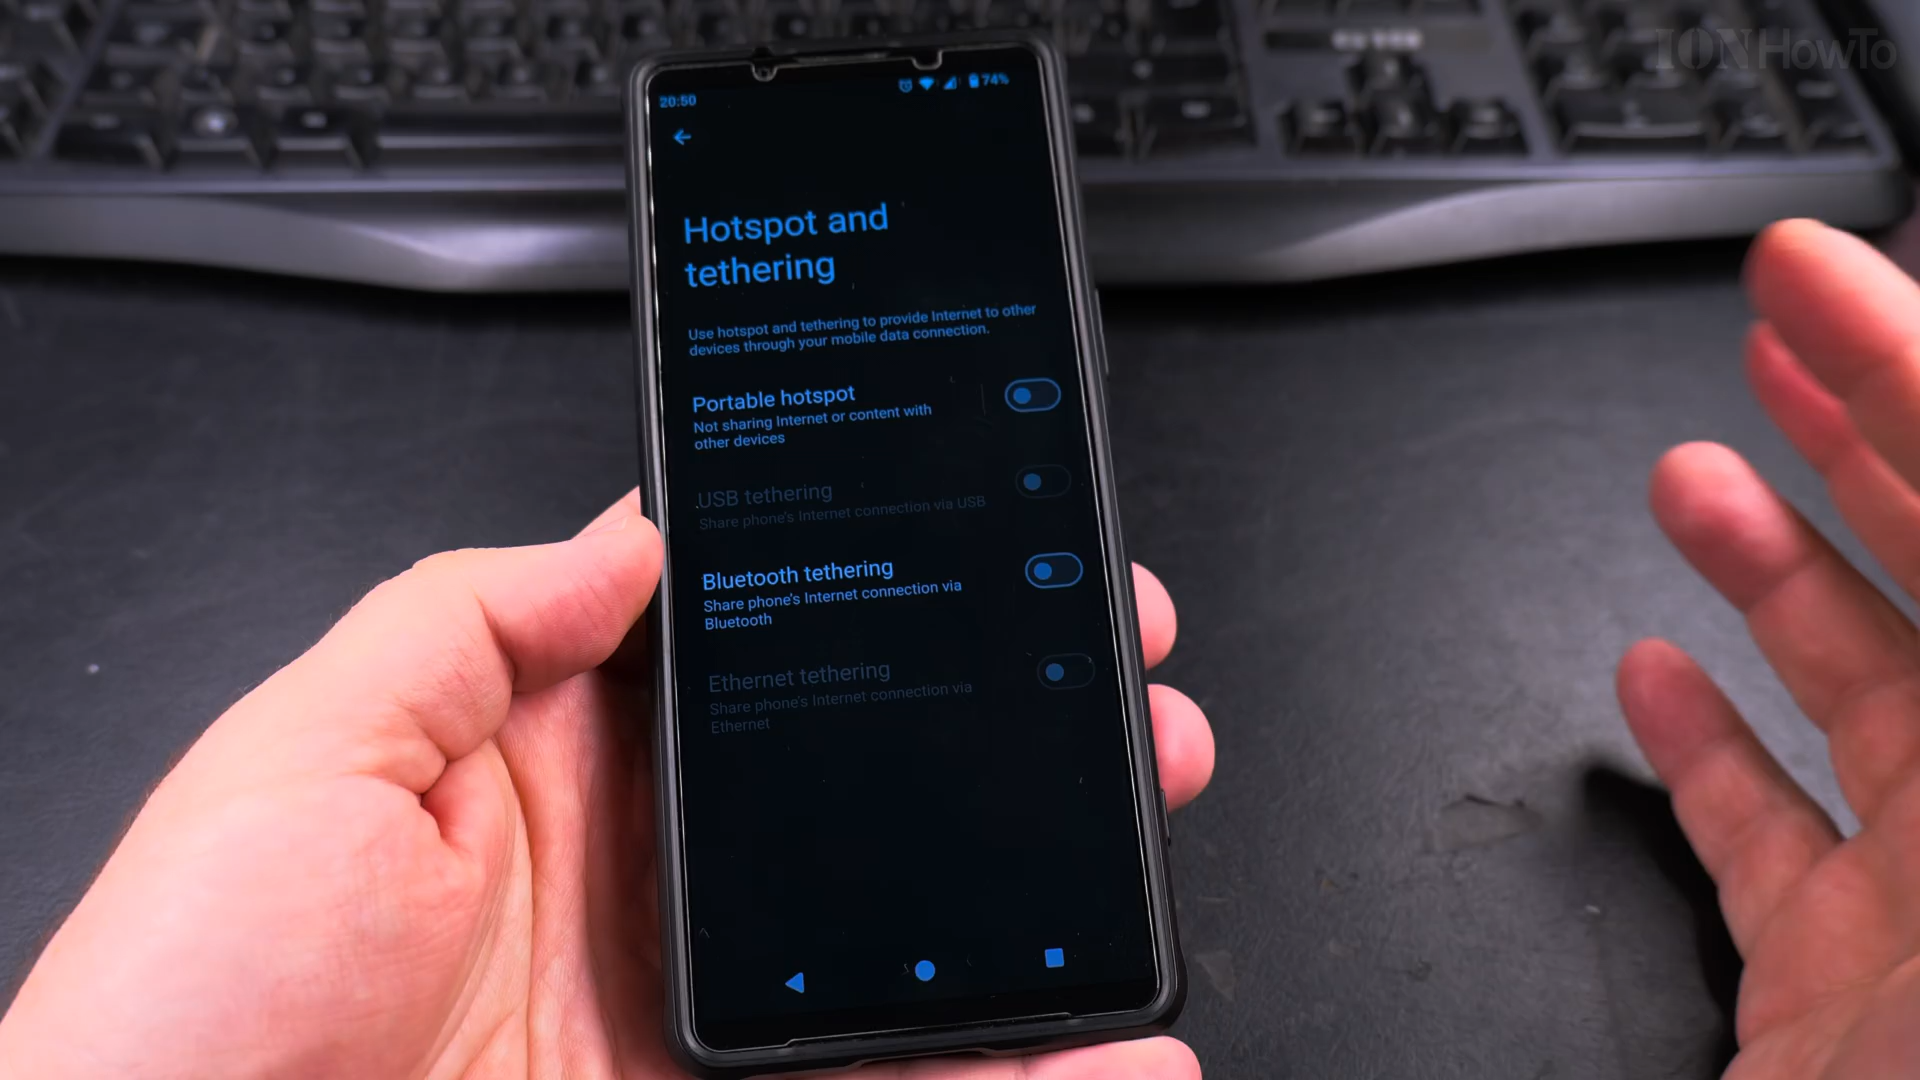 ION HowTo
20:50
74%
Hotspot and
tethering
Use hotspot and tethering to provide Internet to other
devices through your mobile data connection.
Portable hotspot
Not sharing Internet or content with
other devices
USB tethering
Share phone's Internet connection via USB
Bluetooth tethering
Share phone's Internet connection via
Bluetooth
Ethernet tethering
Share phone's Internet connection via
Ethernet